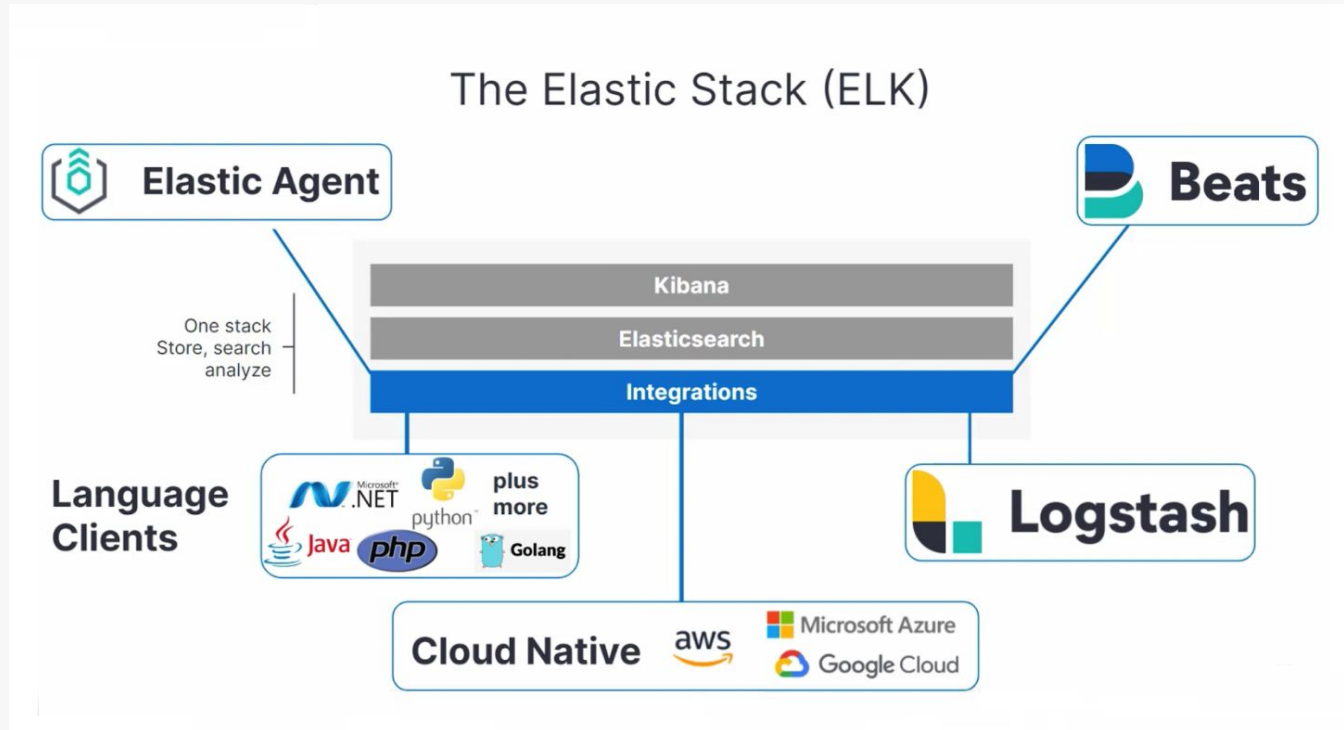 The Elastic Stack (ELK)
Elastic Agent
Beats
Kibana
Elasticsearch
Integrations
One stack
Store, search
analyze
Language
Clients
Microsoft
.NET
python
plus
more
Java
php
Golang
Logstash
Cloud Native
aws
Microsoft Azure
Google Cloud